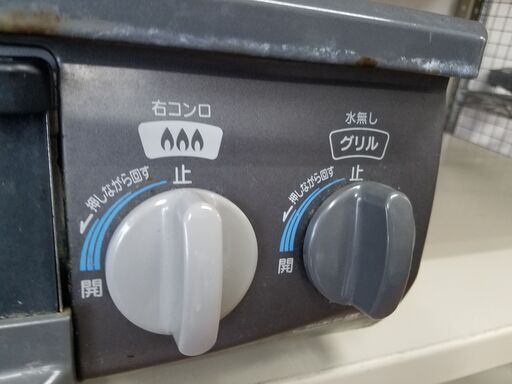 右コンロ
止
押しながら回す
開
水無し
グリル
止
押しながら回す
開